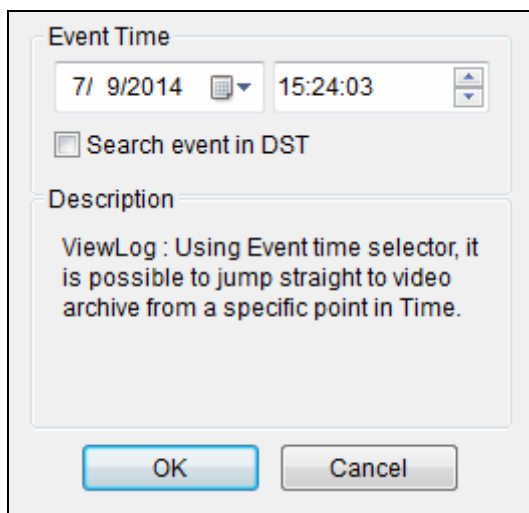 Event Time
7/ 9/2014 15:24:03
Search event in DST
Description
ViewLog : Using Event time selector, it
is possible to jump straight to video
archive from a specific point in Time.
OK Cancel